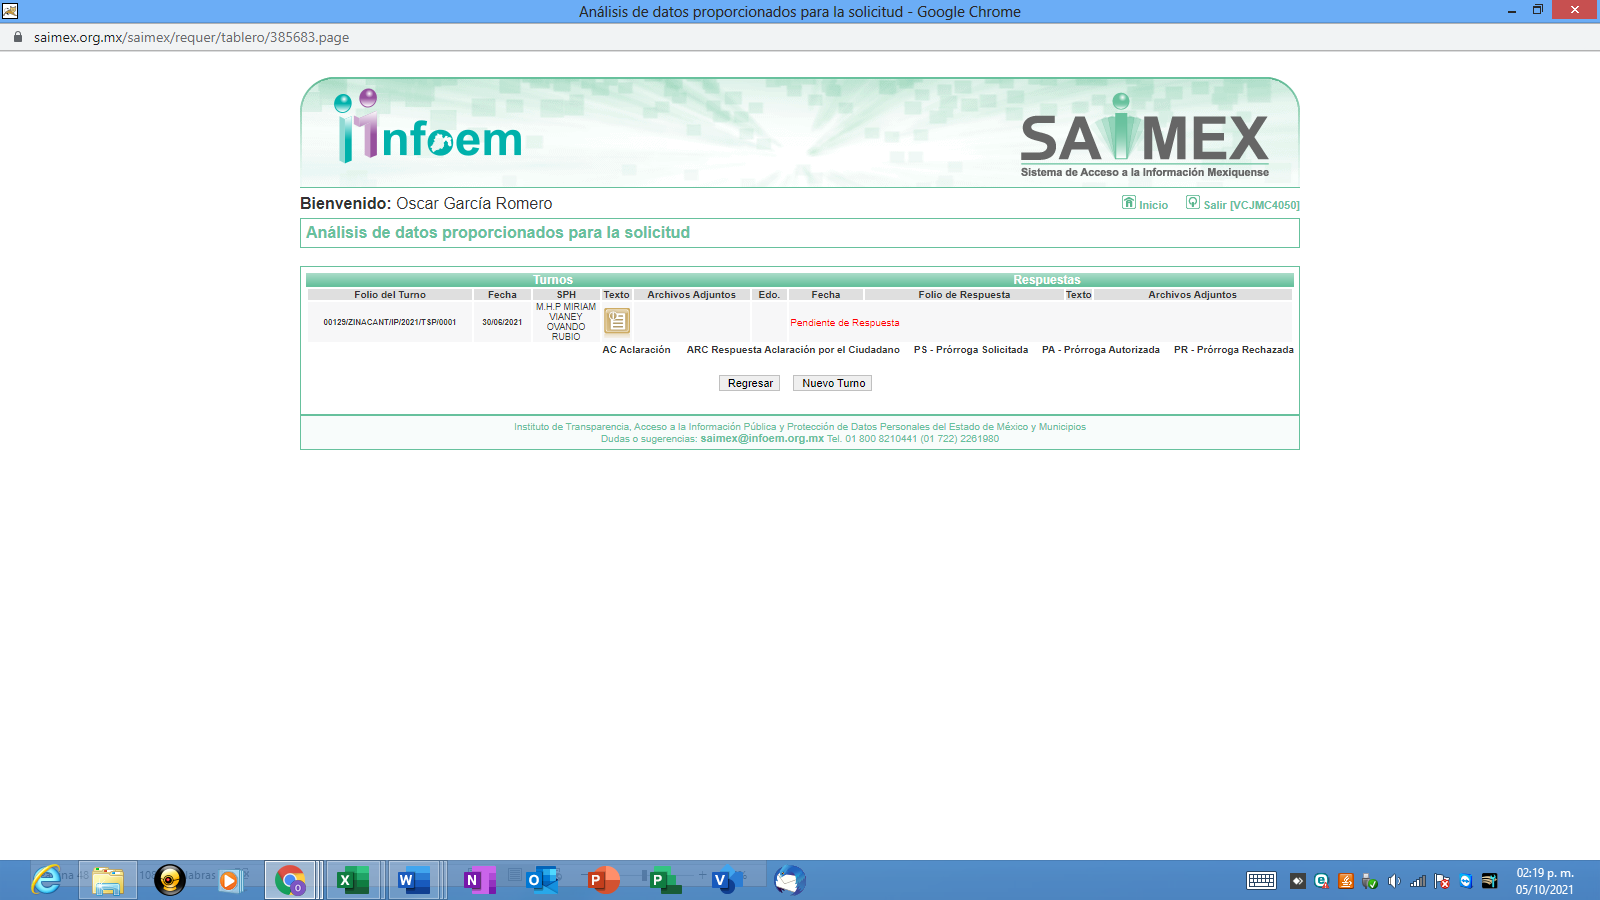 Análisis de datos proporcionados para la solicitud - Google Chrome
saimex.org.mx/saimex/requer/tablero/385683.page
infoem
SAIMEX
Sistema de Acceso a la Información Mexiquense
Bienvenido: Oscar García Romero
Inicio Salir [VCJMC4050]
Análisis de datos proporcionados para la solicitud
Turnos Respuestas
Folio del Turno Fecha SPH Texto Archivos Adjuntos Edo. Fecha Folio de Respuesta Texto Archivos Adjuntos
00129/ZINACANT/IP/2021/TSP/0001 30/06/2021 M.H.P MIRIAM VIANEY OVANDO RUBIO Pendiente de Respuesta
AC Aclaración ARC Respuesta Aclaración por el Ciudadano PS - Prórroga Solicitada PA - Prórroga Autorizada PR - Prórroga Rechazada
Regresar Nuevo Turno
Instituto de Transparencia, Acceso a la Información Pública y Protección de Datos Personales del Estado de México y Municipios
Dudas o sugerencias: saimex@infoem.org.mx Tel. 01 800 8210441 (01 722) 2261980
02:19 p. m.
05/10/2021